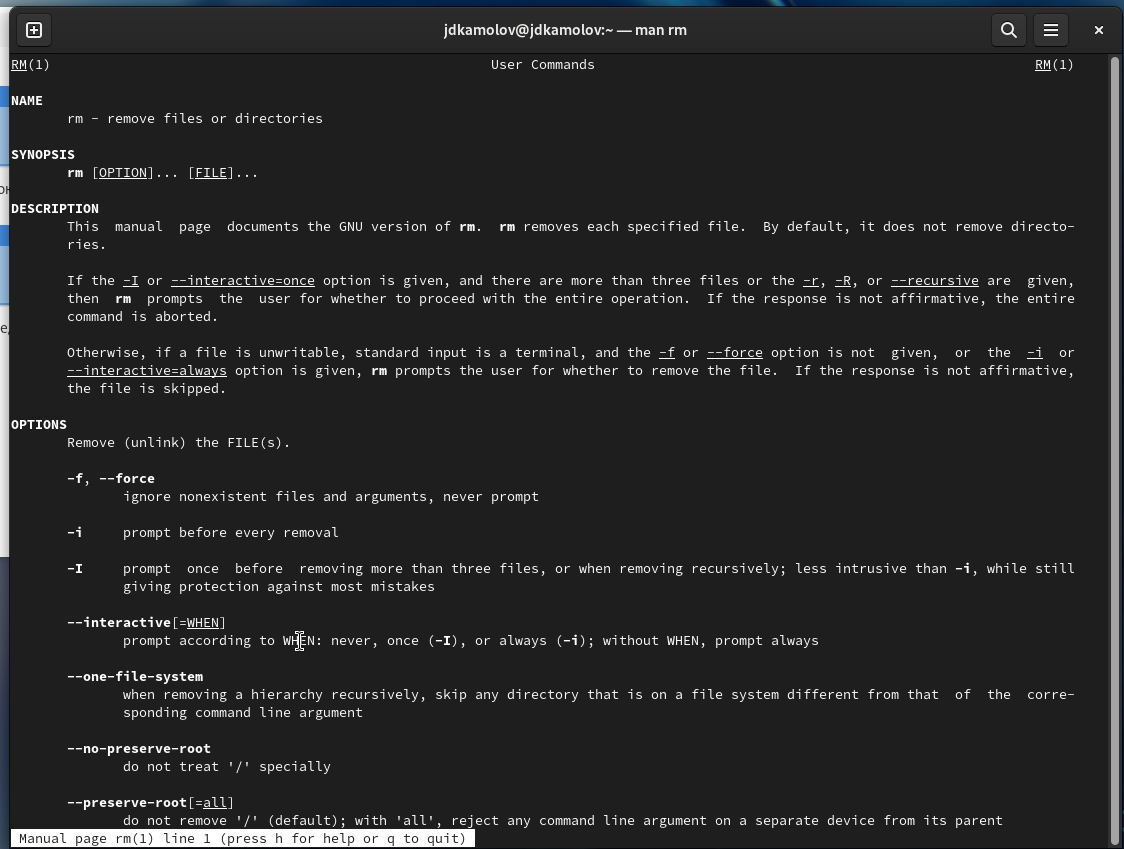 jdkamolov@jdkamolov:~ — man rm
RM(1) User Commands RM(1)
NAME
rm - remove files or directories
SYNOPSIS
rm [OPTION]... [FILE]...
DESCRIPTION
This manual page documents the GNU version of rm. rm removes each specified file. By default, it does not remove directo-
ries.
If the -I or --interactive=once option is given, and there are more than three files or the -r, -R, or --recursive are given,
then rm prompts the user for whether to proceed with the entire operation. If the response is not affirmative, the entire
command is aborted.
Otherwise, if a file is unwritable, standard input is a terminal, and the -f or --force option is not given, or the -i or
--interactive=always option is given, rm prompts the user for whether to remove the file. If the response is not affirmative,
the file is skipped.
OPTIONS
Remove (unlink) the FILE(s).
-f, --force
ignore nonexistent files and arguments, never prompt
-i prompt before every removal
-I prompt once before removing more than three files, or when removing recursively; less intrusive than -i, while still
giving protection against most mistakes
--interactive[=WHEN]
prompt according to WHEN: never, once (-I), or always (-i); without WHEN, prompt always
--one-file-system
when removing a hierarchy recursively, skip any directory that is on a file system different from that of the corre-
sponding command line argument
--no-preserve-root
do not treat '/' specially
--preserve-root[=all]
do not remove '/' (default); with 'all', reject any command line argument on a separate device from its parent
Manual page rm(1) line 1 (press h for help or q to quit)